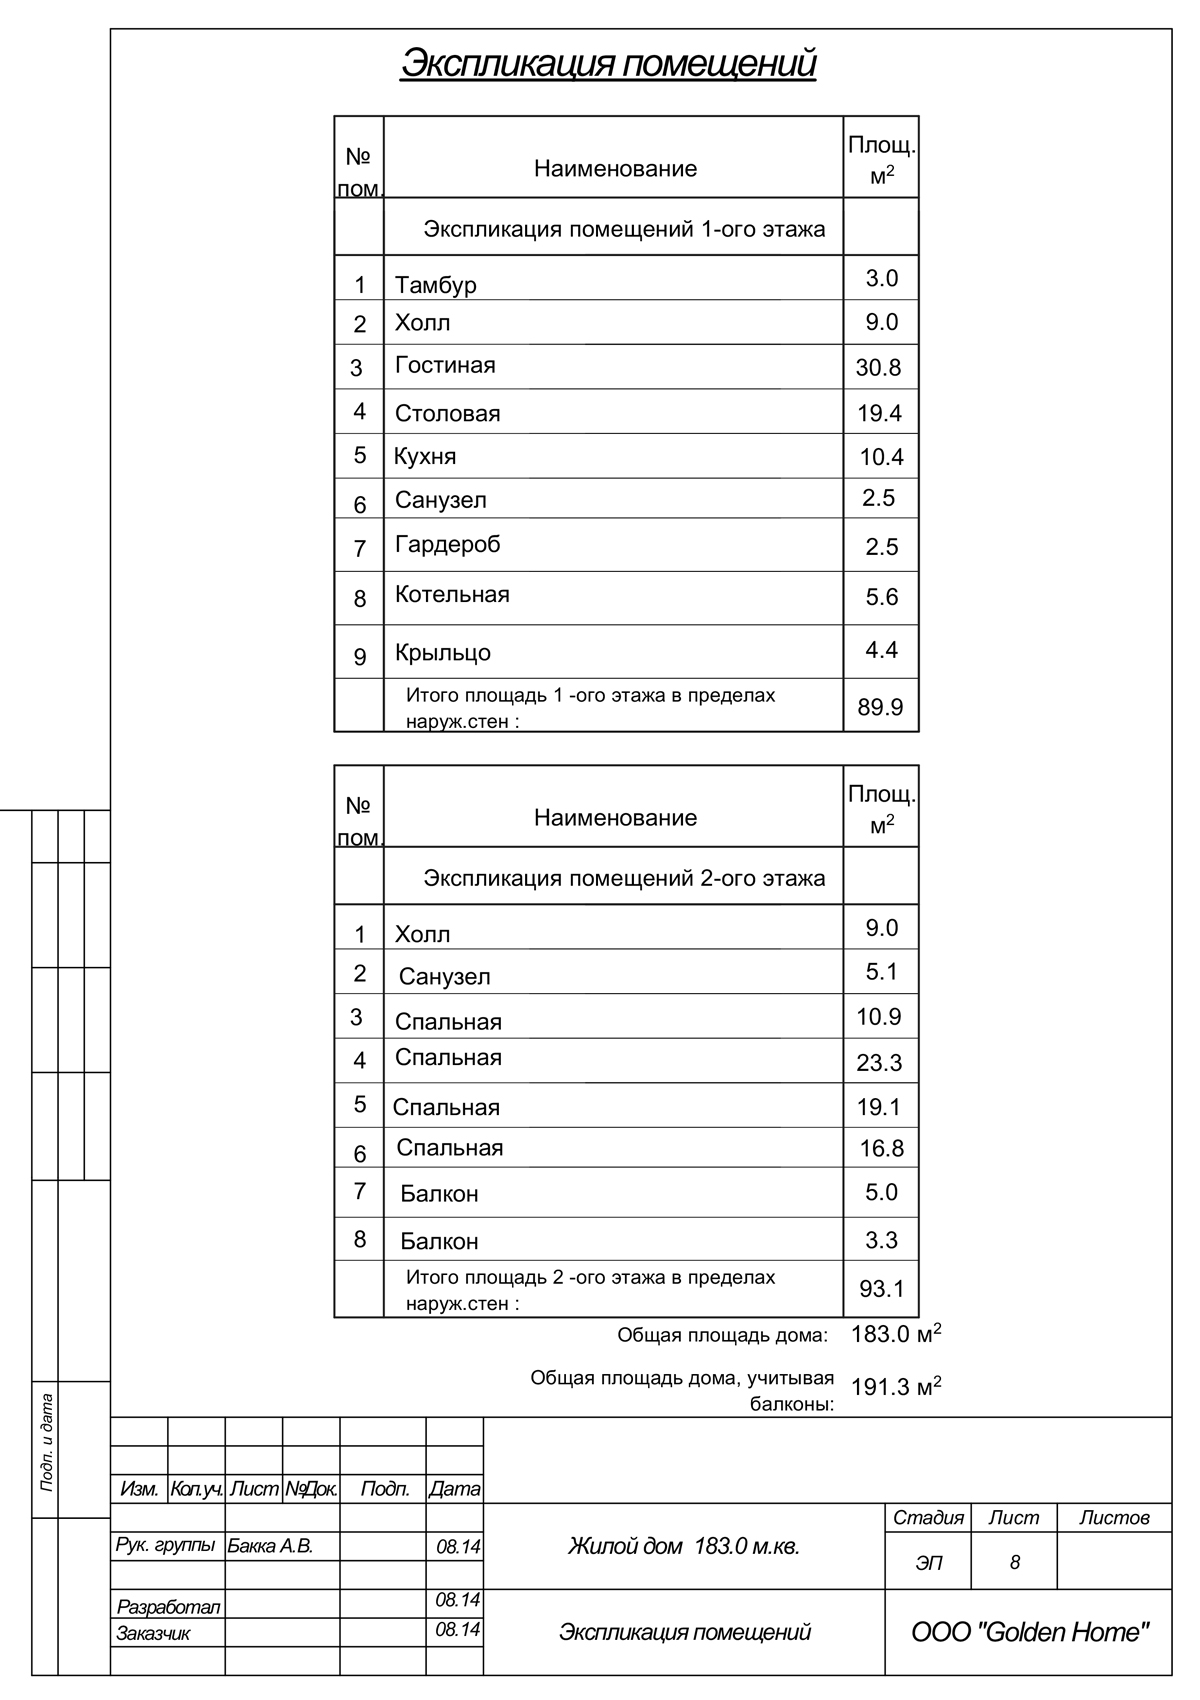 Экспликация помещений
№ пом. Наименование Площ. м²
Экспликация помещений 1-ого этажа
1 Тамбур 3.0
2 Холл 9.0
3 Гостиная 30.8
4 Столовая 19.4
5 Кухня 10.4
6 Санузел 2.5
7 Гардероб 2.5
8 Котельная 5.6
9 Крыльцо 4.4
Итого площадь 1 -ого этажа в пределах
наруж.стен : 89.9
№ пом. Наименование Площ. м²
Экспликация помещений 2-ого этажа
1 Холл 9.0
2 Санузел 5.1
3 Спальная 10.9
4 Спальная 23.3
5 Спальная 19.1
6 Спальная 16.8
7 Балкон 5.0
8 Балкон 3.3
Итого площадь 2 -ого этажа в пределах
наруж.стен : 93.1
Общая площадь дома: 183.0 м²
Общая площадь дома, учитывая
балконы: 191.3 м²
Подп. и дата
Изм. Кол.уч. Лист №Док. Подп. Дата
Рук. группы Бакка А.В. 08.14
Разработал 08.14
Заказчик 08.14
Жилой дом 183.0 м.кв.
Экспликация помещений
Стадия Лист Листов
ЭП 8
ООО "Golden Home"